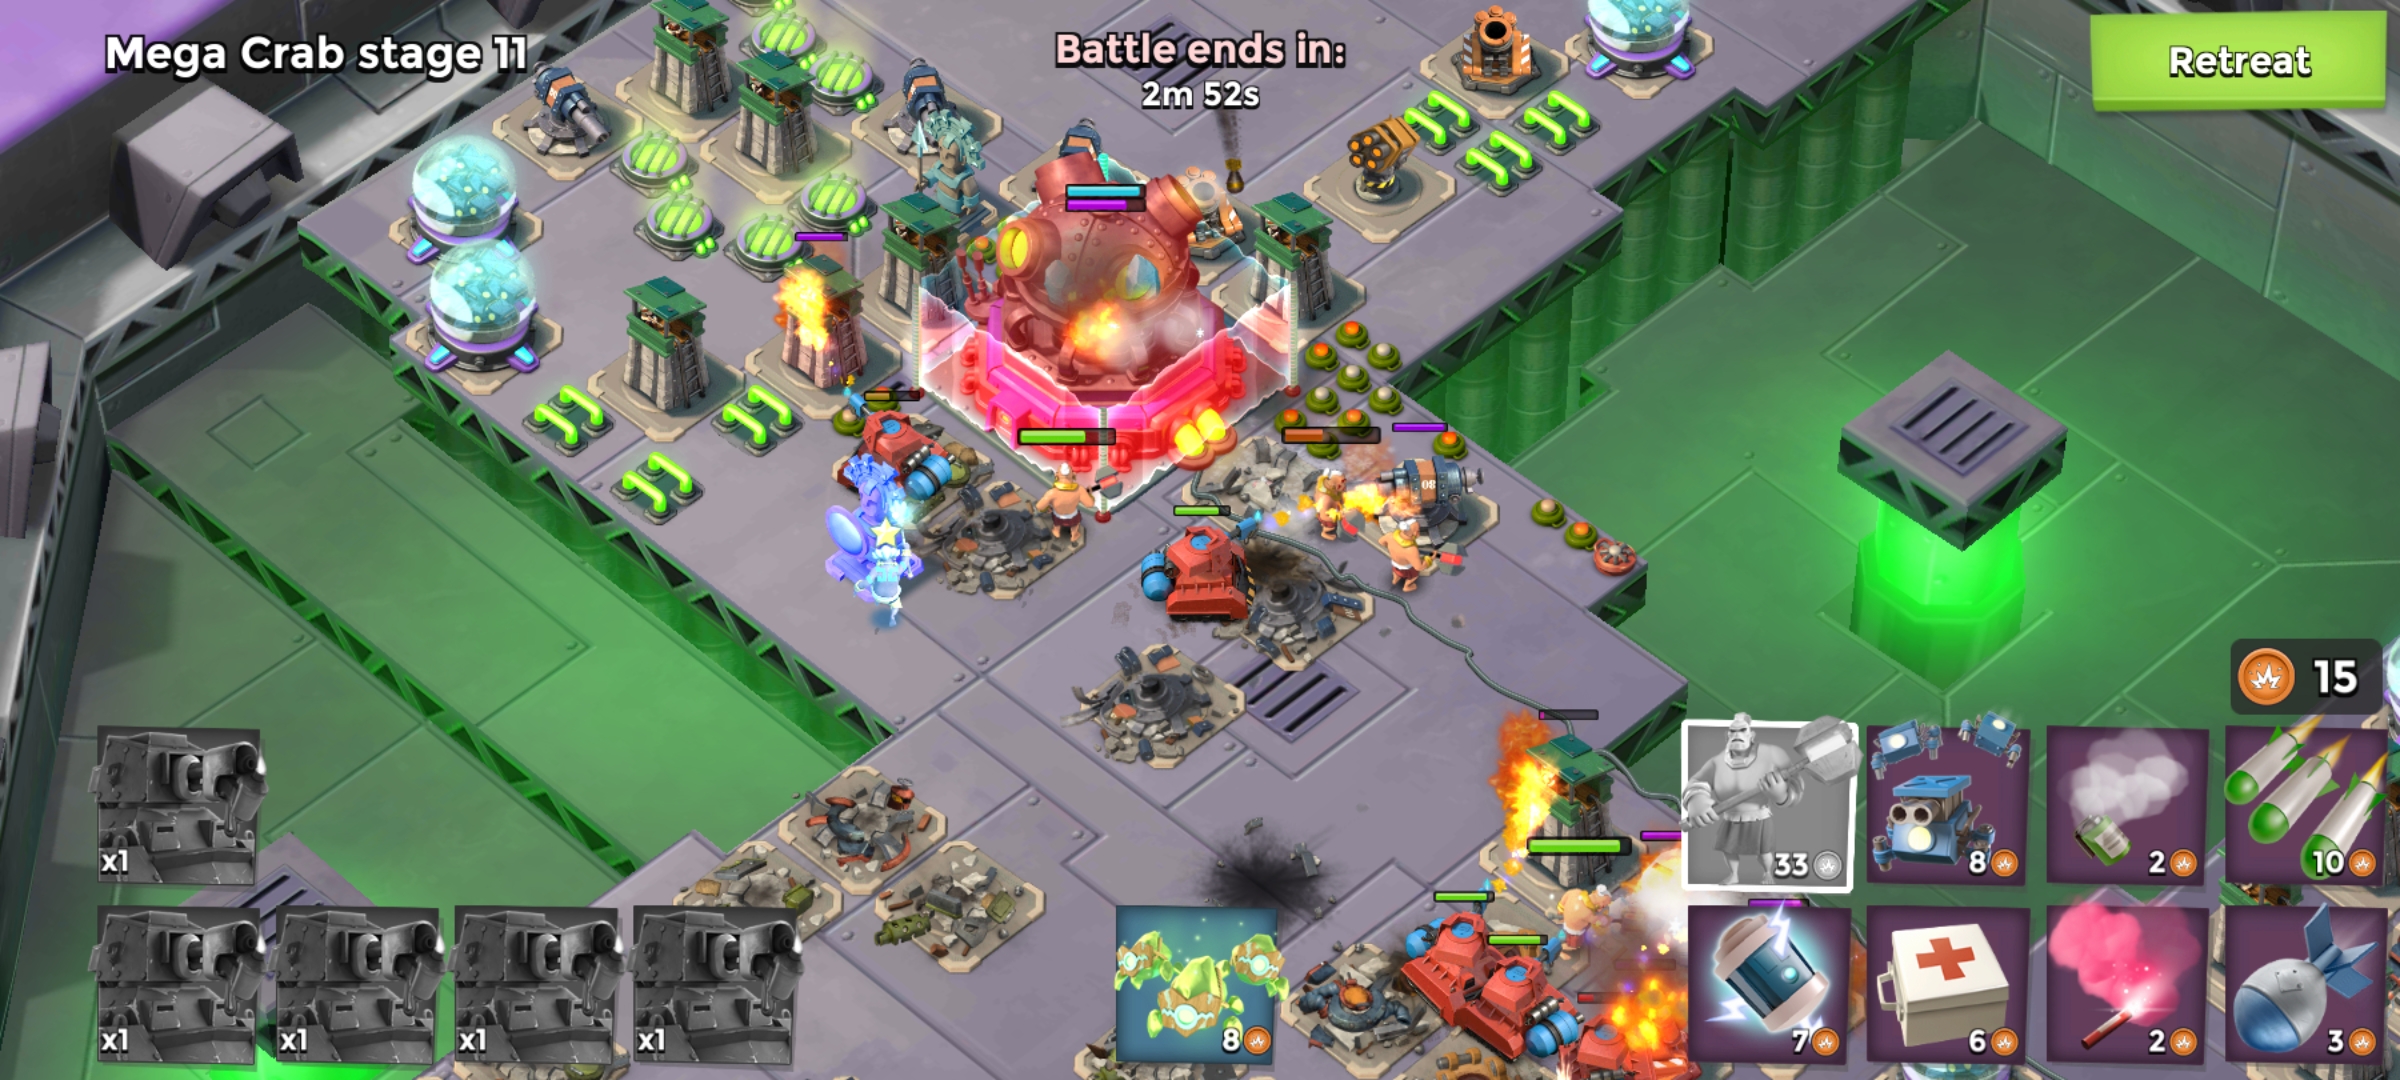 Mega Crab stage 11
Battle ends in:
2m 52s
Retreat
15
33
8
2
10
x1
x1
x1
x1
x1
8
7
6
2
3
80